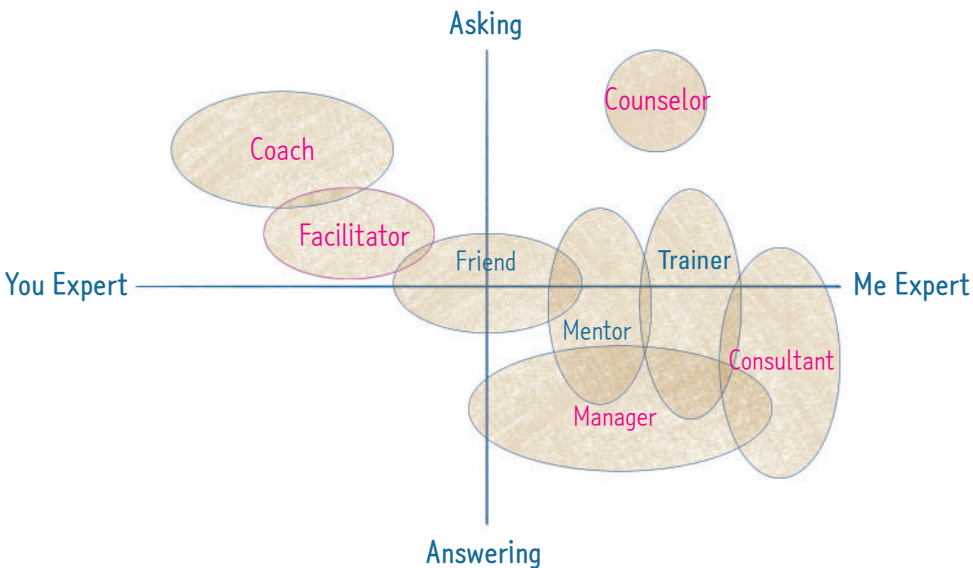 Asking
Counselor
Coach
Facilitator
Friend
Trainer
You Expert
Me Expert
Mentor
Consultant
Manager
Answering